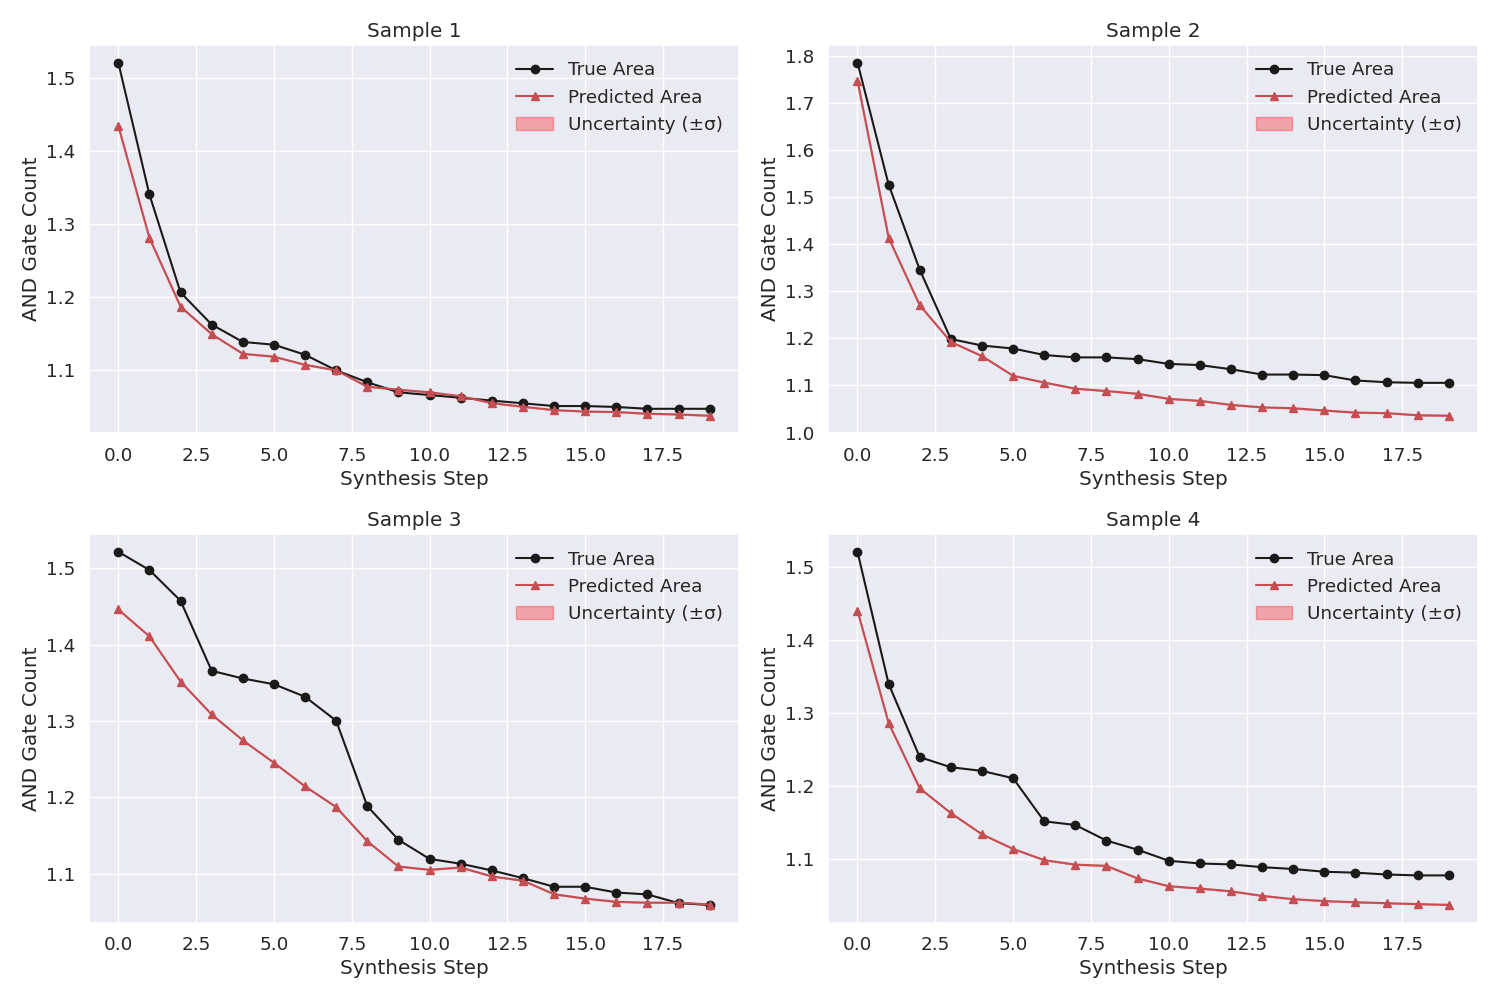 Sample 1
True Area
Predicted Area
Uncertainty (±σ)
AND Gate Count
1.5
1.4
1.3
1.2
1.1
0.0 2.5 5.0 7.5 10.0 12.5 15.0 17.5
Synthesis Step
Sample 2
True Area
Predicted Area
Uncertainty (±σ)
AND Gate Count
1.8
1.7
1.6
1.5
1.4
1.3
1.2
1.1
1.0
0.0 2.5 5.0 7.5 10.0 12.5 15.0 17.5
Synthesis Step
Sample 3
True Area
Predicted Area
Uncertainty (±σ)
AND Gate Count
1.5
1.4
1.3
1.2
1.1
0.0 2.5 5.0 7.5 10.0 12.5 15.0 17.5
Synthesis Step
Sample 4
True Area
Predicted Area
Uncertainty (±σ)
AND Gate Count
1.5
1.4
1.3
1.2
1.1
0.0 2.5 5.0 7.5 10.0 12.5 15.0 17.5
Synthesis Step